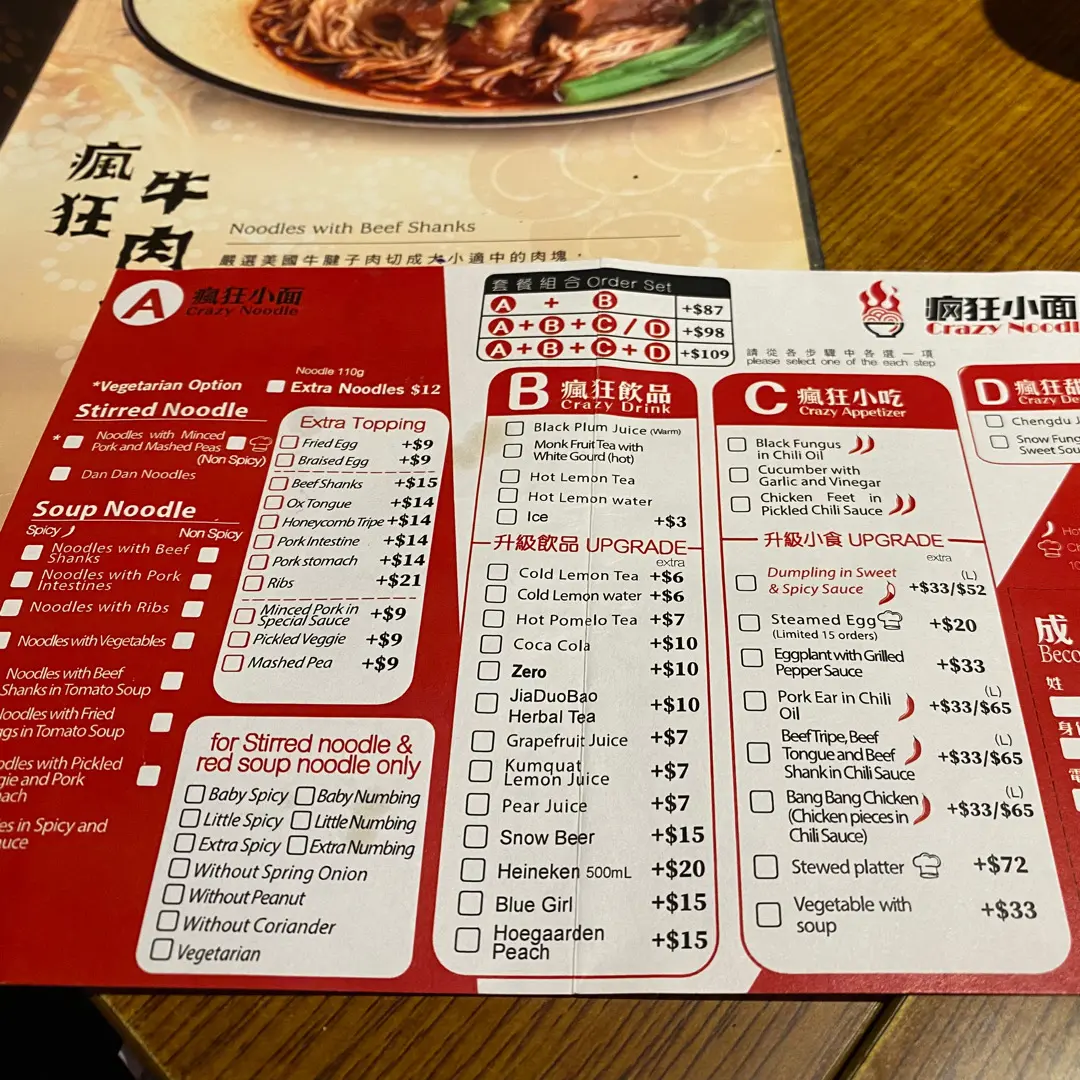 瘋狂
牛肉
Noodles with Beef Shanks
嚴選美國牛腱子肉切成大小適中的肉塊，
A 瘋狂小面
Crazy Noodle
Noodle 110g
*Vegetarian Option
Extra Noodles $12
Stirred Noodle
* Noodles with Minced
Pork and Mashed Peas
(Non Spicy)
Dan Dan Noodles
Soup Noodle
Spicy
Non Spicy
Noodles with Beef
Shanks
Noodles with Pork
Intestines
Noodles with Ribs
Noodles with Vegetables
Noodles with Beef
Shanks in Tomato Soup
Noodles with Fried
ggs in Tomato Soup
odles with Pickled
gie and Pork
ach
es in Spicy and
uce
Extra Topping
Fried Egg +$9
Braised Egg +$9
Beef Shanks +$15
Ox Tongue +$14
Honeycomb Tripe +$14
Pork Intestine +$14
Pork stomach +$14
Ribs +$21
Minced Pork in
Special Sauce +$9
Pickled Veggie +$9
Mashed Pea +$9
for Stirred noodle &
red soup noodle only
Baby Spicy Baby Numbing
Little Spicy Little Numbing
Extra Spicy Extra Numbing
Without Spring Onion
Without Peanut
Without Coriander
Vegetarian
套餐組合 Order Set
A + B +$87
A + B + C / D +$98
A + B + C + D +$109
請從各步驟中各選一項
please select one of the each step
瘋狂小面
Crazy Noodl
B 瘋狂飲品
Crazy Drink
Black Plum Juice (Warm)
Monk Fruit Tea with
White Gourd (hot)
Hot Lemon Tea
Hot Lemon water
Ice +$3
升級飲品 UPGRADE
extra
Cold Lemon Tea +$6
Cold Lemon water +$6
Hot Pomelo Tea +$7
Coca Cola +$10
Zero +$10
JiaDuoBao
Herbal Tea +$10
Grapefruit Juice +$7
Kumquat
Lemon Juice +$7
Pear Juice +$7
Snow Beer +$15
Heineken 500mL +$20
Blue Girl +$15
Hoegaarden
Peach +$15
C 瘋狂小吃
Crazy Appetizer
Black Fungus
in Chili Oil
Cucumber with
Garlic and Vinegar
Chicken Feet in
Pickled Chili Sauce
升級小食 UPGRADE
extra
Dumpling in Sweet
& Spicy Sauce
(L)
+$33/$52
Steamed Egg
(Limited 15 orders)
+$20
Eggplant with Grilled
Pepper Sauce
+$33
Pork Ear in Chili
Oil
(L)
+$33/$65
Beef Tripe, Beef
Tongue and Beef
Shank in Chili Sauce
(L)
+$33/$65
Bang Bang Chicken
(Chicken pieces in
Chili Sauce)
(L)
+$33/$65
Stewed platter +$72
Vegetable with
soup
+$33
D 瘋狂甜
Crazy De
Chengdu J
Snow Fung
Sweet Sou
Ho
10
成
Beco
姓
身
電